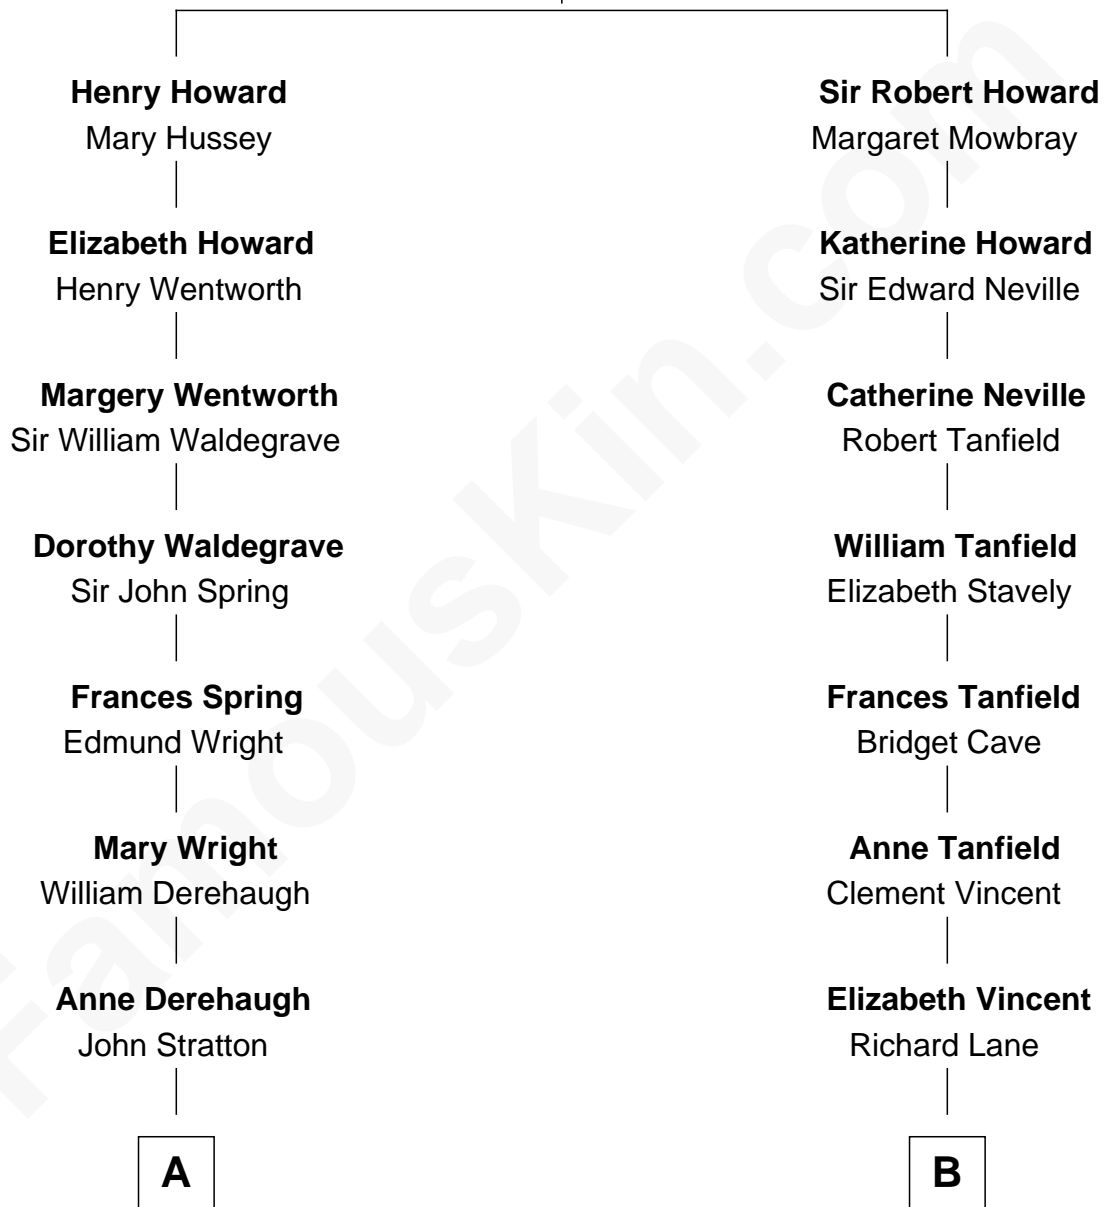 Henry Howard
Mary Hussey
Sir Robert Howard
Margaret Mowbray
Elizabeth Howard
Henry Wentworth
Katherine Howard
Sir Edward Neville
Margery Wentworth
Sir William Waldegrave
Catherine Neville
Robert Tanfield
Dorothy Waldegrave
Sir John Spring
William Tanfield
Elizabeth Stavely
Frances Spring
Edmund Wright
Frances Tanfield
Bridget Cave
Mary Wright
William Derehaugh
Anne Tanfield
Clement Vincent
Anne Derehaugh
John Stratton
Elizabeth Vincent
Richard Lane
A
B
FamousKin.com